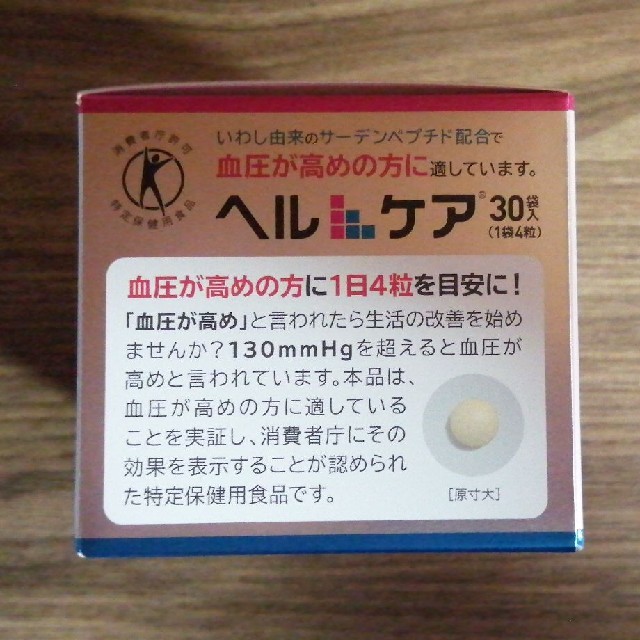 消費者庁許可
特定保健用食品
いわし由来のサーデンペプチド配合で
血圧が高めの方に適しています。
ヘルケア® 30袋入
(1袋4粒)
血圧が高めの方に1日4粒を目安に!
「血圧が高め」と言われたら生活の改善を始め
ませんか?130mmHgを超えると血圧が
高めと言われています。本品は、
血圧が高めの方に適している
ことを実証し、消費者庁にその
効果を表示することが認められ
た特定保健用食品です。
[原寸大]